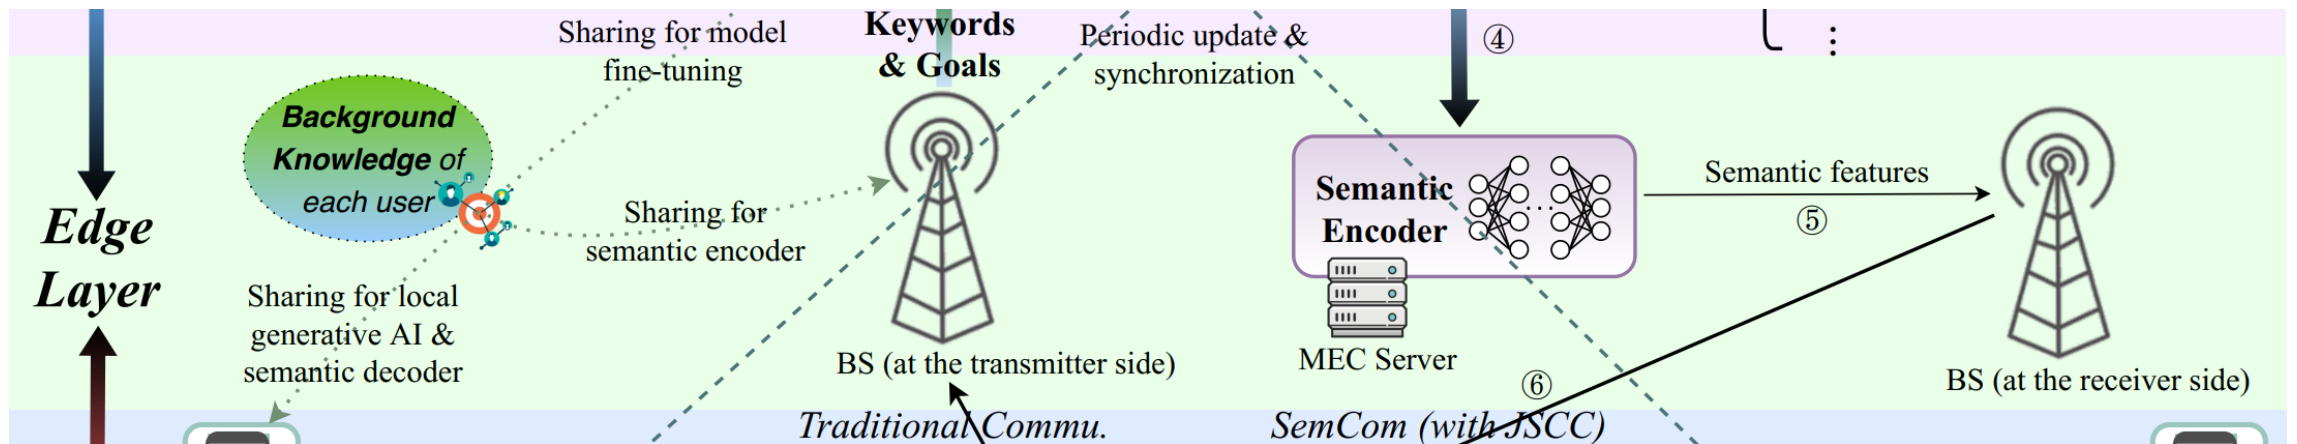 Sharing for model
fine-tuning
Keywords
& Goals
Periodic update &
synchronization
④
⋮
Background
Knowledge of
each user
Edge
Layer
Sharing for
semantic encoder
Semantic
Encoder
...
Semantic features
⑤
Sharing for local
generative AI &
semantic decoder
BS (at the transmitter side)
MEC Server
⑥
BS (at the receiver side)
Traditional Commu.
SemCom (with JSCC)